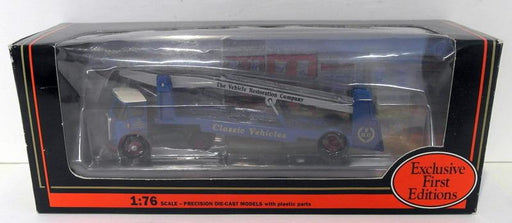 The Vehicle Restoration Company
Classic Vehicles
Exclusive
First
Editions
1:76 SCALE – PRECISION DIE-CAST MODELS with plastic parts